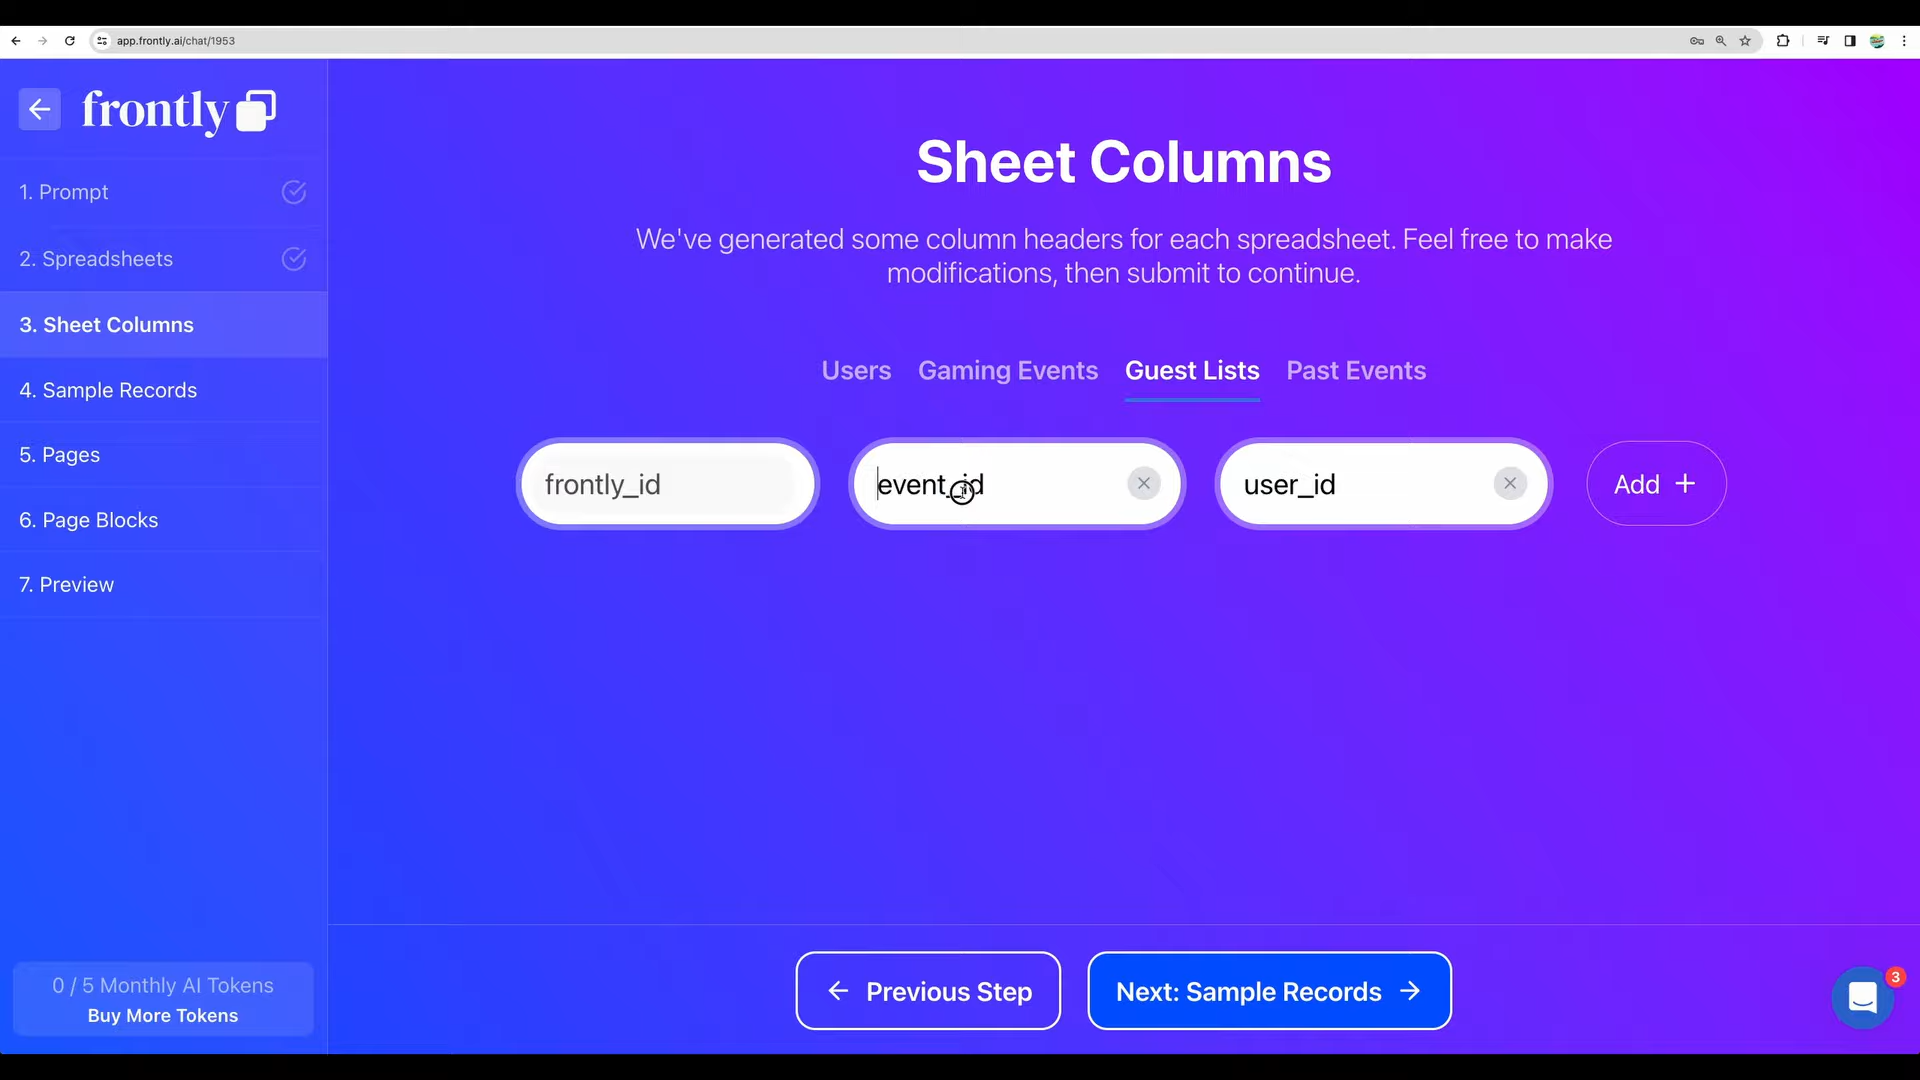 app.frontly.ai/chat/1953
frontly
1. Prompt
2. Spreadsheets
3. Sheet Columns
4. Sample Records
5. Pages
6. Page Blocks
7. Preview
0 / 5 Monthly AI Tokens
Buy More Tokens
Sheet Columns
We've generated some column headers for each spreadsheet. Feel free to make
modifications, then submit to continue.
Users Gaming Events Guest Lists Past Events
frontly_id event_id user_id Add +
Previous Step Next: Sample Records
3